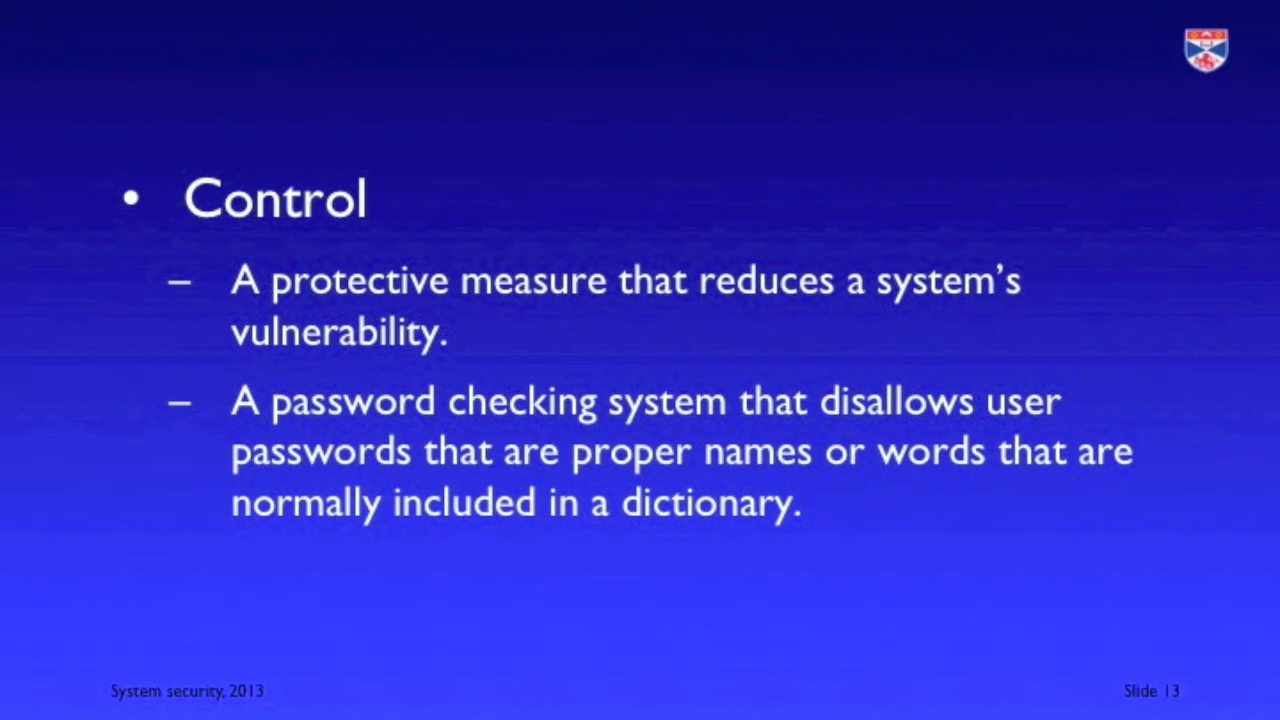 • Control
– A protective measure that reduces a system’s
vulnerability.
– A password checking system that disallows user
passwords that are proper names or words that are
normally included in a dictionary.
System security, 2013
Slide 13